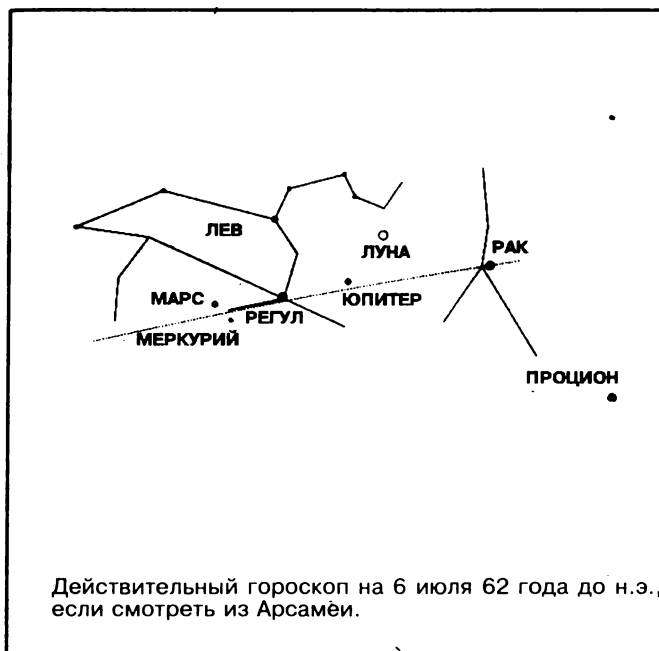 ЛЕВ
ЛУНА
РАК
МАРС
РЕГУЛ
ЮПИТЕР
МЕРКУРИЙ
ПРОЦИОН
Действительный гороскоп на 6 июля 62 года до н.э.,
если смотреть из Арсамеи.